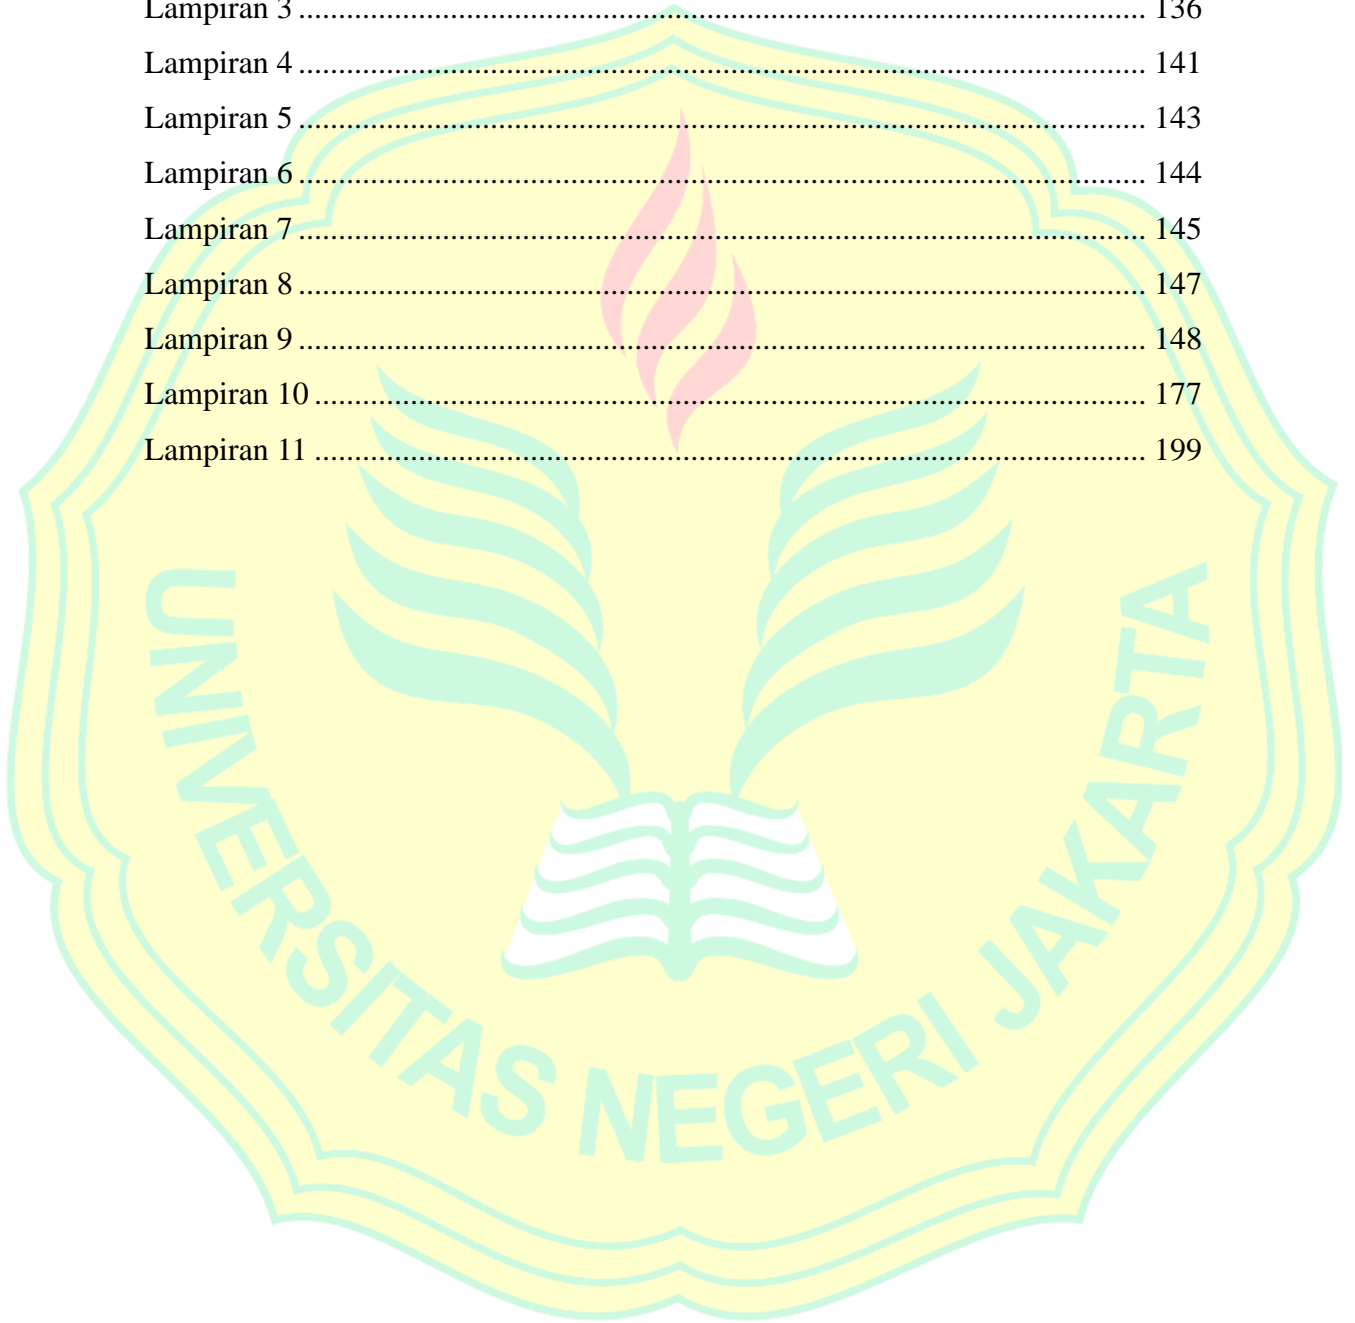 Lampiran 3 ........................................................................................................... 136
Lampiran 4 ........................................................................................................... 141
Lampiran 5 ........................................................................................................... 143
Lampiran 6 ........................................................................................................... 144
Lampiran 7 ........................................................................................................... 145
Lampiran 8 ........................................................................................................... 147
Lampiran 9 ........................................................................................................... 148
Lampiran 10 ......................................................................................................... 177
Lampiran 11 ......................................................................................................... 199
UNIVERSITAS NEGERI JAKARTA